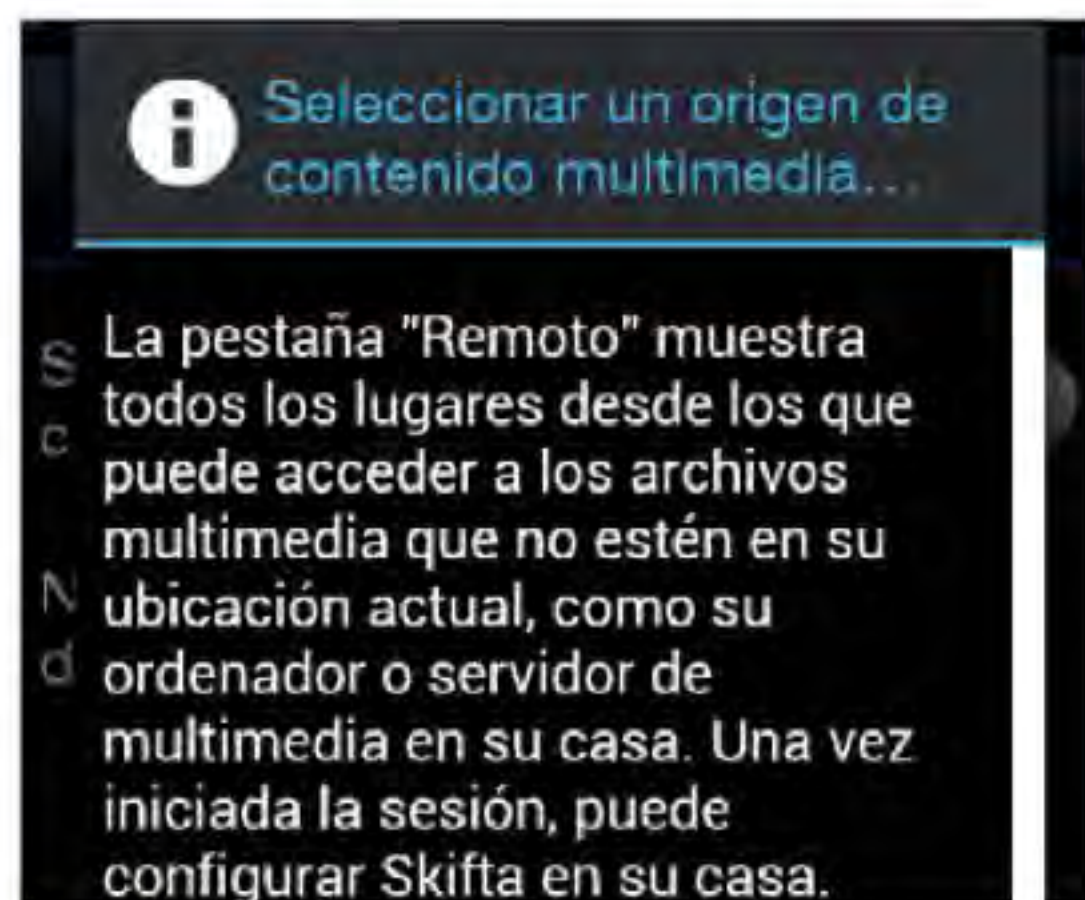 Seleccionar un origen de
contenido multimedia...
La pestaña "Remoto" muestra
todos los lugares desde los que
puede acceder a los archivos
multimedia que no estén en su
ubicación actual, como su
ordenador o servidor de
multimedia en su casa. Una vez
iniciada la sesión, puede
configurar Skifta en su casa.